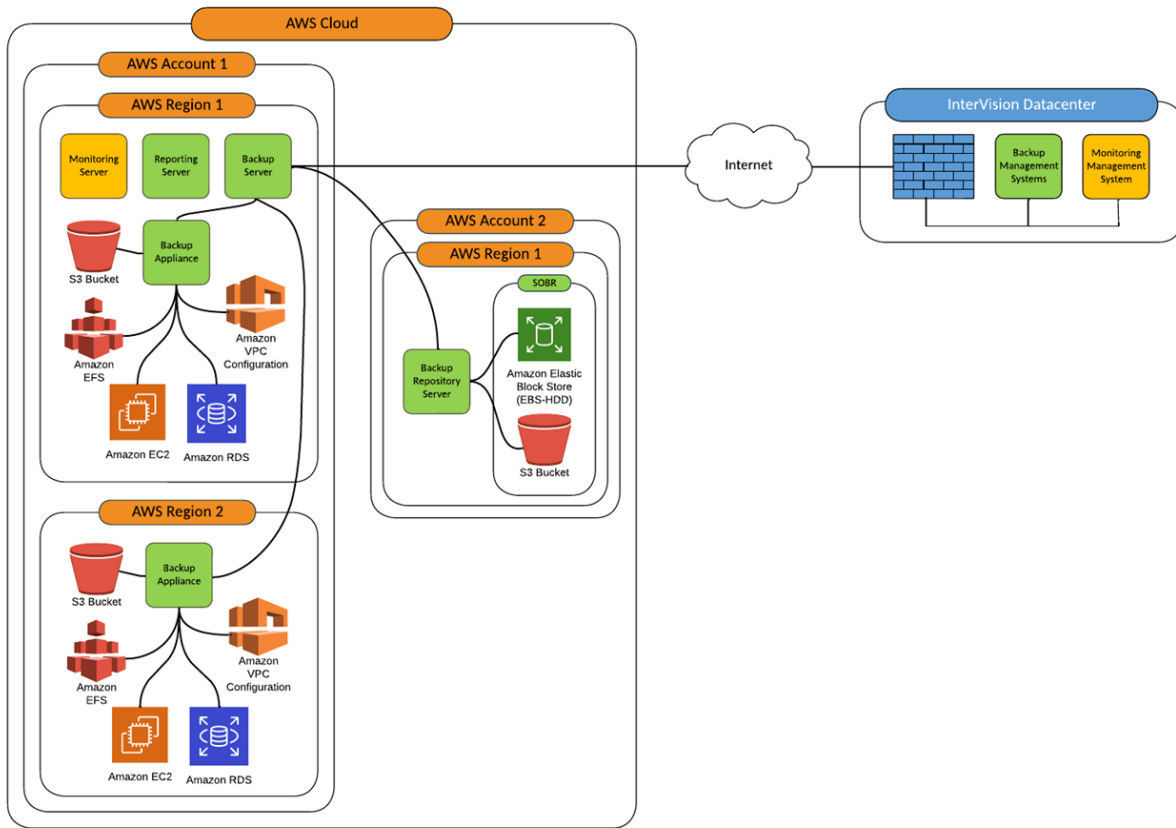 AWS Cloud
AWS Account 1
AWS Region 1
Monitoring
Server
Reporting
Server
Backup
Server
S3 Bucket
Backup
Appliance
Amazon
EFS
Amazon
VPC
Configuration
Amazon EC2
Amazon RDS
AWS Region 2
S3 Bucket
Backup
Appliance
Amazon
EFS
Amazon
VPC
Configuration
Amazon EC2
Amazon RDS
AWS Account 2
AWS Region 1
SOBR
Backup
Repository
Server
Amazon Elastic
Block Store
(EBS-HDD)
S3 Bucket
Internet
InterVision Datacenter
Backup
Management
Systems
Monitoring
Management
System